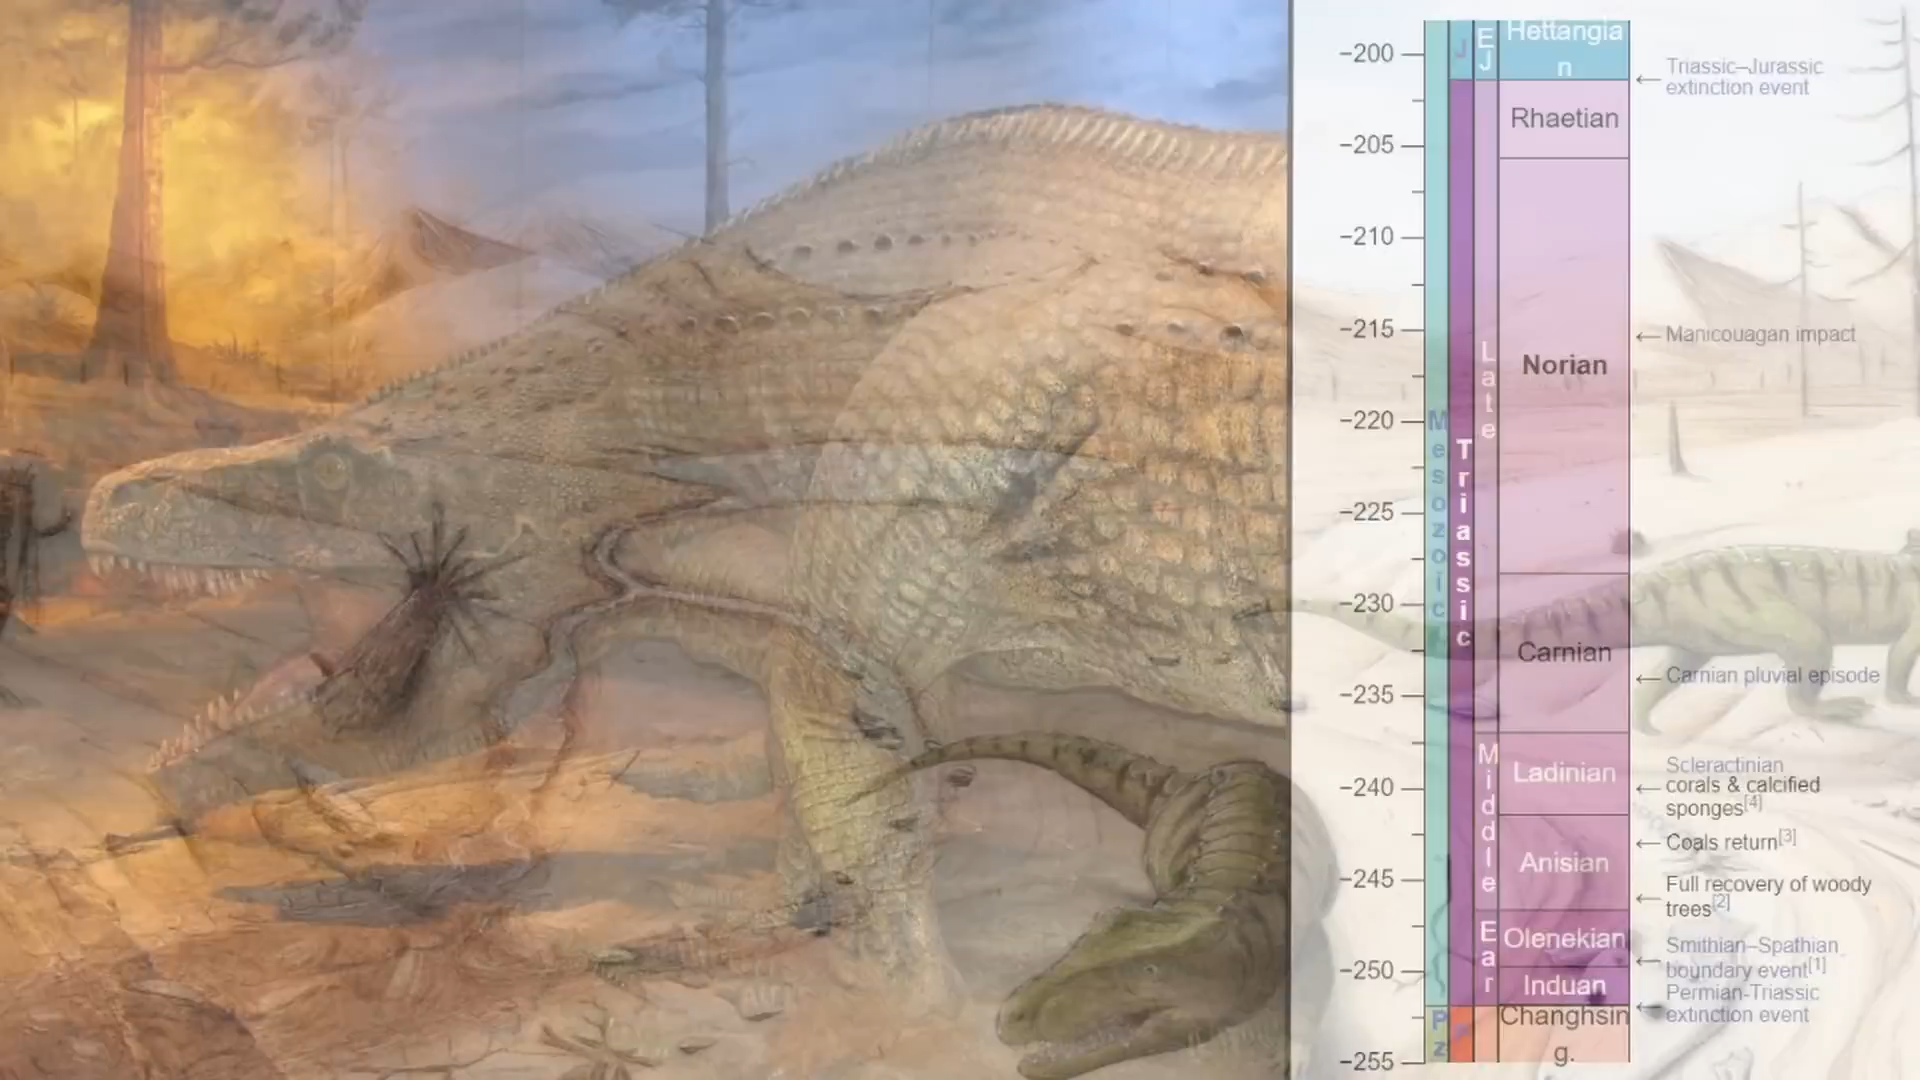 −200
−205
−210
−215
−220
−225
−230
−235
−240
−245
−250
−255
Mesozoic
Pz
J
Triassic
E
J
Late
Middle
Ear
Hettangia
n
Rhaetian
Norian
Carnian
Ladinian
Anisian
Olenekian
Induan
Changhsin
g.
←Triassic–Jurassic
extinction event
←Manicouagan impact
←Carnian pluvial episode
Scleractinian
←corals & calcified
sponges[4]
←Coals return[3]
Full recovery of woody
←trees[2]
Smithian–Spathian
←boundary event[1]
Permian-Triassic
←extinction event